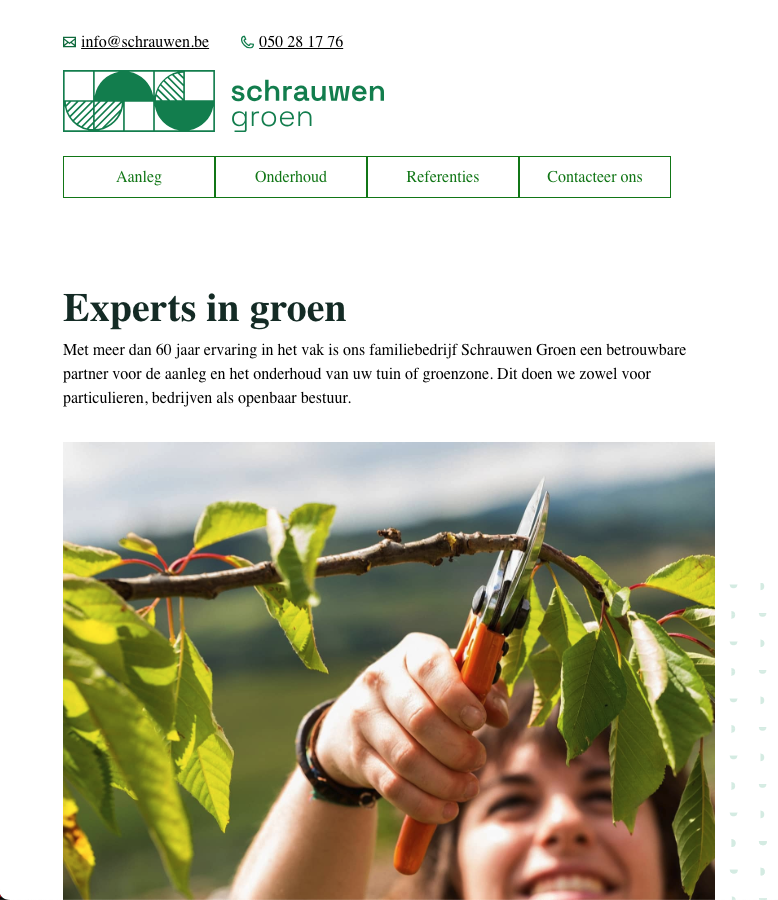 info@schrauwen.be 050 28 17 76
schrauwen
groen
Aanleg Onderhoud Referenties Contacteer ons
Experts in groen
Met meer dan 60 jaar ervaring in het vak is ons familiebedrijf Schrauwen Groen een betrouwbare
partner voor de aanleg en het onderhoud van uw tuin of groenzone. Dit doen we zowel voor
particulieren, bedrijven als openbaar bestuur.